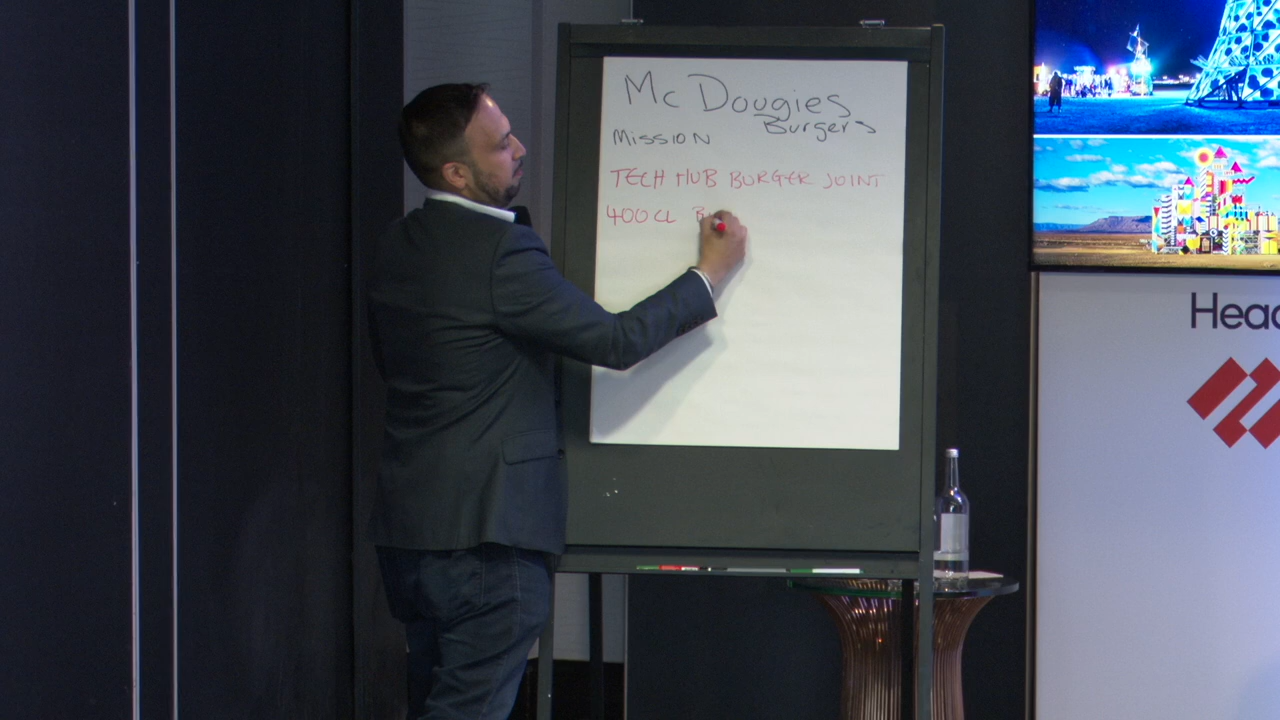 Mc Dougies
Burgers
Mission
TECH HUB BURGER JOINT
400CL
Head